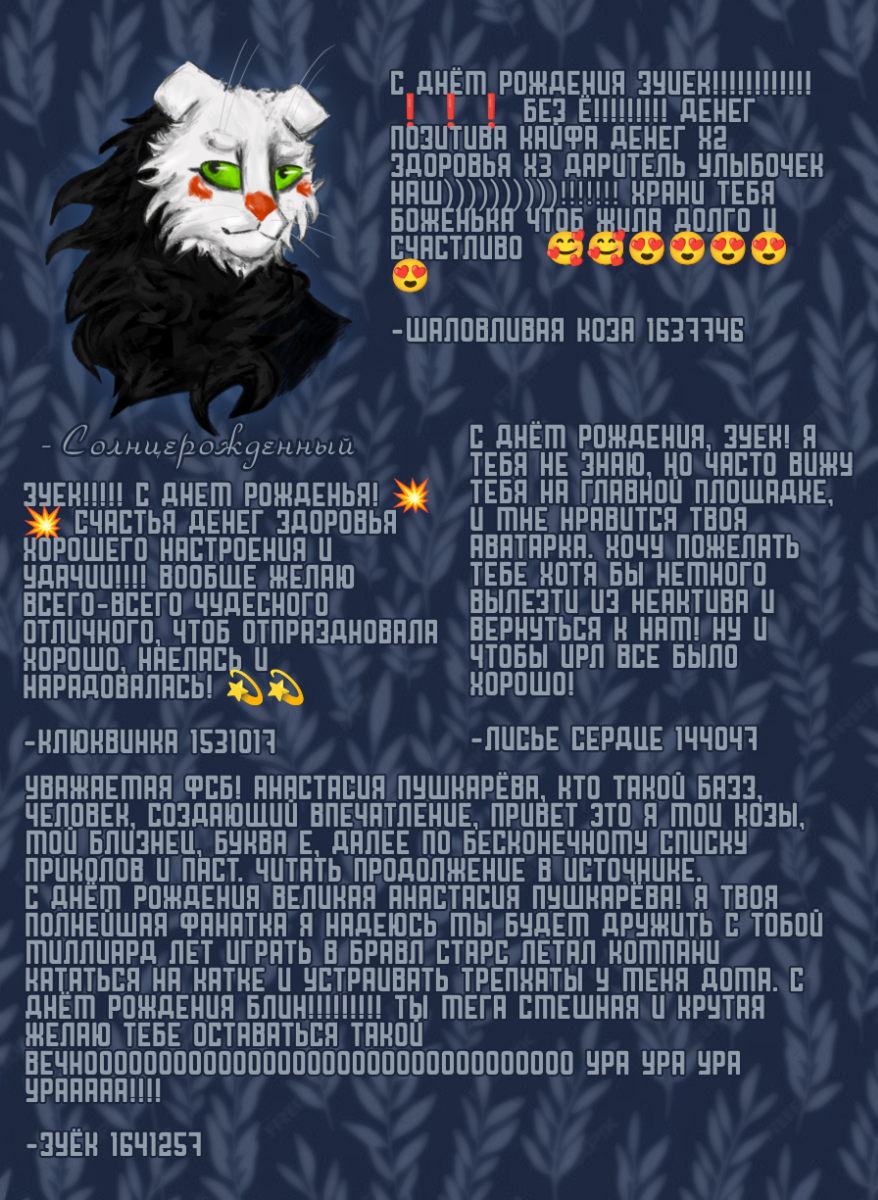 С ДНЁМ РОЖДЕНИЯ ЗУИЕК!!!!!!!!!!!!!
❗❗❗ БЕЗ Ё!!!!!!!!! ДЕНЕГ
ПОЗИТИВА КАЙФА ДЕНЕГ Х2
ЗДОРОВЬЯ Х3 ДАРИТЕЛЬ УЛЫБОЧЕК
НАШ))))))))))!!!!!!! ХРАНИ ТЕБЯ
БОЖЕНЬКА ЧТОБ ЖИЛА ДОЛГО И
СЧАСТЛИВО 🥰🥰😍😍😍😍
😍
-ШАЛОВЛИВАЯ КОЗА 1637746
- Солнцерожденный
ЗУЕК!!!!! С ДНЕМ РОЖДЕНЬЯ! 💥
💥 СЧАСТЬЯ ДЕНЕГ ЗДОРОВЬЯ
ХОРОШЕГО НАСТРОЕНИЯ И
УДАЧИИ!!!! ВООБЩЕ ЖЕЛАЮ
ВСЕГО-ВСЕГО ЧУДЕСНОГО
ОТЛИЧНОГО, ЧТОБ ОТПРАЗДНОВАЛА
ХОРОШО, НАЕЛАСЬ И
НАРАДОВАЛАСЬ! 💫💫
-КЛЮКВИНКА 1531017
С ДНЁМ РОЖДЕНИЯ, ЗУЕК! Я
ТЕБЯ НЕ ЗНАЮ, НО ЧАСТО ВИЖУ
ТЕБЯ НА ГЛАВНОЙ ПЛОЩАДКЕ,
И МНЕ НРАВИТСЯ ТВОЯ
АВАТАРКА. ХОЧУ ПОЖЕЛАТЬ
ТЕБЕ ХОТЯ БЫ НЕМНОГО
ВЫЛЕЗТИ ИЗ НЕАКТИВА И
ВЕРНУТЬСЯ К НАМ! НУ И
ЧТОБЫ ИРЛ ВСЕ БЫЛО
ХОРОШО!
-ЛИСЬЕ СЕРДЦЕ 144047
УВАЖАЕМАЯ ФСБ! АНАСТАСИЯ ПУШКАРЁВА, КТО ТАКОЙ БАЗЗ,
ЧЕЛОВЕК, СОЗДАЮЩИЙ ВПЕЧАТЛЕНИЕ, ПРИВЕТ ЭТО Я МОИ КОЗЫ,
МОЙ БЛИЗНЕЦ, БУКВА Е, ДАЛЕЕ ПО БЕСКОНЕЧНОМУ СПИСКУ
ПРИКОЛОВ И ПАСТ. ЧИТАТЬ ПРОДОЛЖЕНИЕ В ИСТОЧНИКЕ.
С ДНЁМ РОЖДЕНИЯ ВЕЛИКАЯ АНАСТАСИЯ ПУШКАРЁВА! Я ТВОЯ
ПОЛНЕЙШАЯ ФАНАТКА Я НАДЕЮСЬ МЫ БУДЕМ ДРУЖИТЬ С ТОБОЙ
МИЛЛИАРД ЛЕТ ИГРАТЬ В БРАВЛ СТАРС ЛЕТАЛ КОМПАНИ
КАТАТЬСЯ НА КАТКЕ И УСТРАИВАТЬ ТРЕПХАТЫ У МЕНЯ ДОМА. С
ДНЁМ РОЖДЕНИЯ БЛИН!!!!!!!!! ТЫ МЕГА СМЕШНАЯ И КРУТАЯ
ЖЕЛАЮ ТЕБЕ ОСТАВАТЬСЯ ТАКОЙ
ВЕЧНООООООООООООООООООООООООООООООООО УРА УРА УРА
УРААААА!!!!
-ЗУЁК 1641257